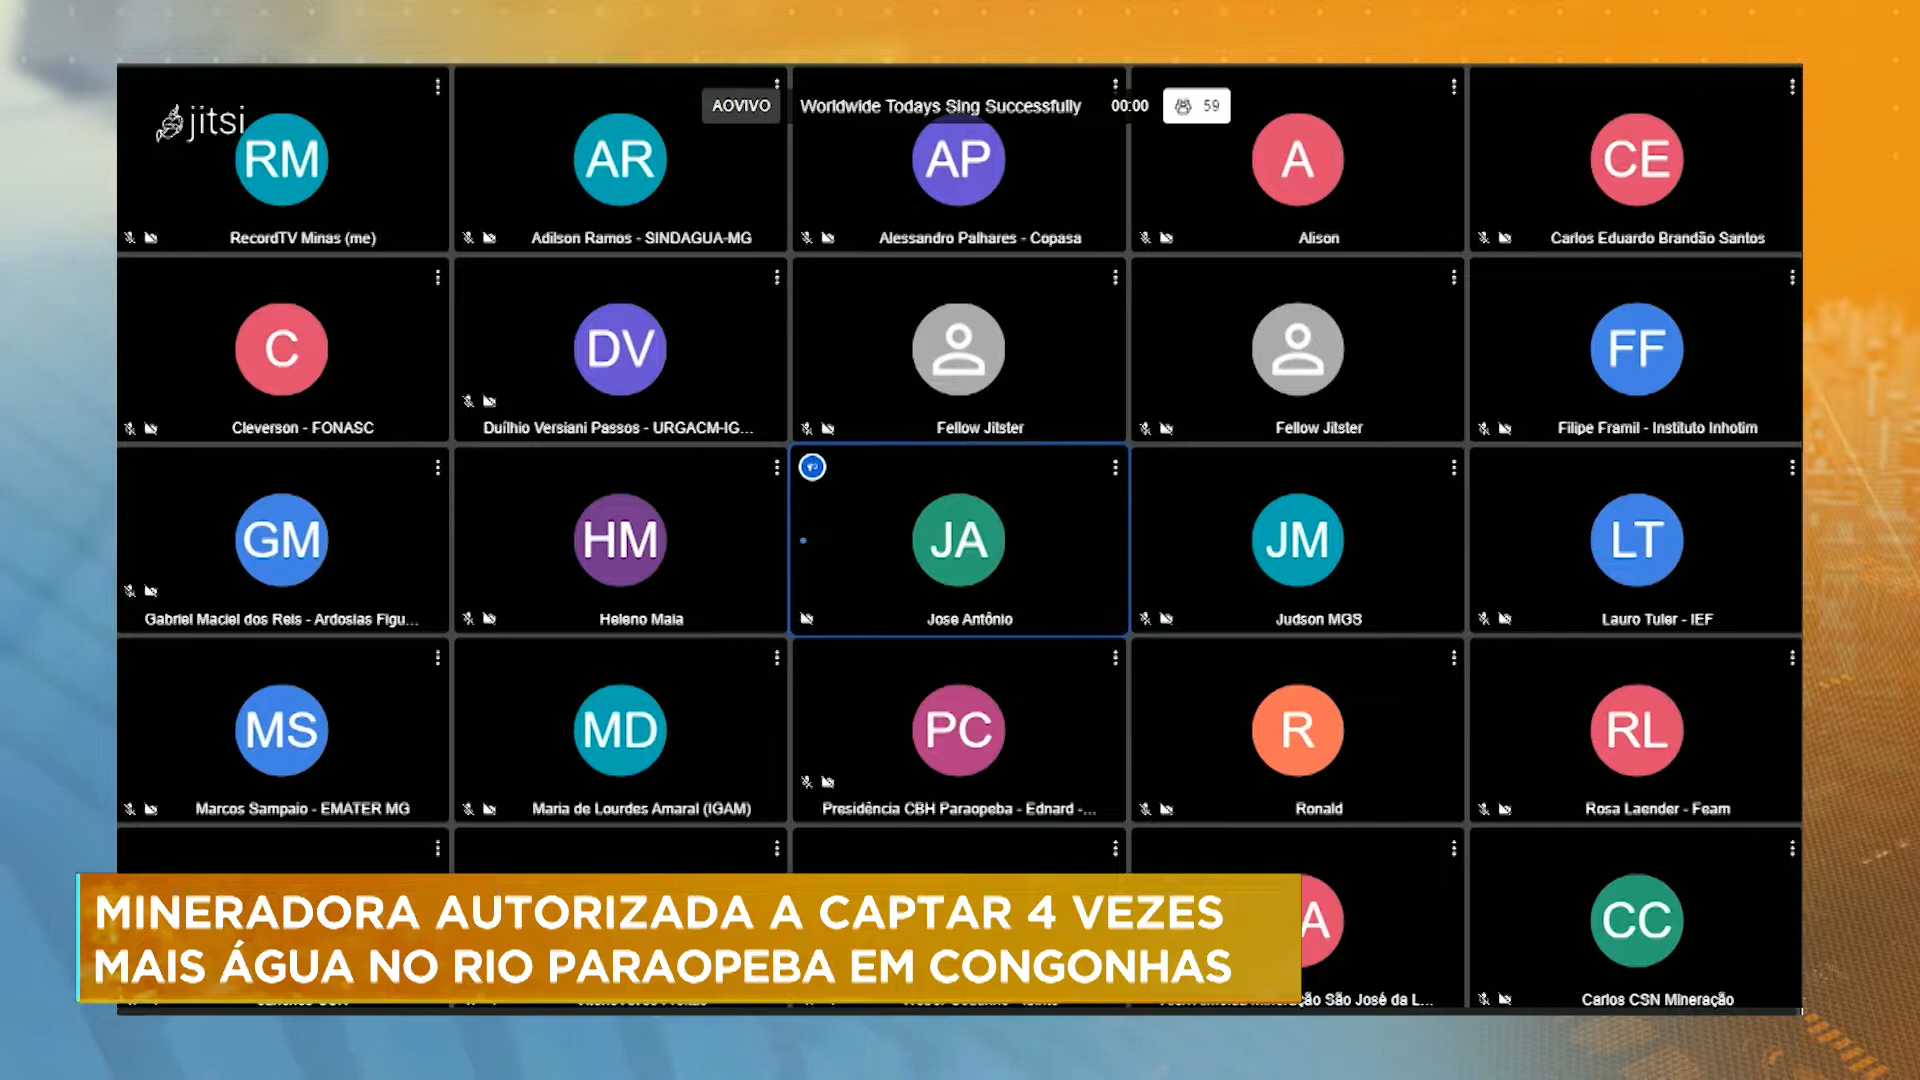 jitsi
AOVIVO Worldwide Todays Sing Successfully 00:00 59
RM AR AP A CE
RecordTV Minas (me) Adilson Ramos - SINDAGUA-MG Alessandro Palhares - Copasa Alison Carlos Eduardo Brandão Santos
C DV FF
Cleverson - FONASC Duílhio Versiani Passos - URGACM-IG... Fellow Jitster Fellow Jitster Filipe Framil - Instituto Inhotim
GM HM JA JM LT
Gabriel Maciel dos Reis - Ardosias Figu... Heleno Maia Jose Antônio Judson MGS Lauro Tuler - IEF
MS MD PC R RL
Marcos Sampaio - EMATER MG Maria de Lourdes Amaral (IGAM) Presidência CBH Paraopeba - Ednard -... Ronald Rosa Laender - Feam
A CC
São José da L... Carlos CSN Mineração
MINERADORA AUTORIZADA A CAPTAR 4 VEZES
MAIS ÁGUA NO RIO PARAOPEBA EM CONGONHAS